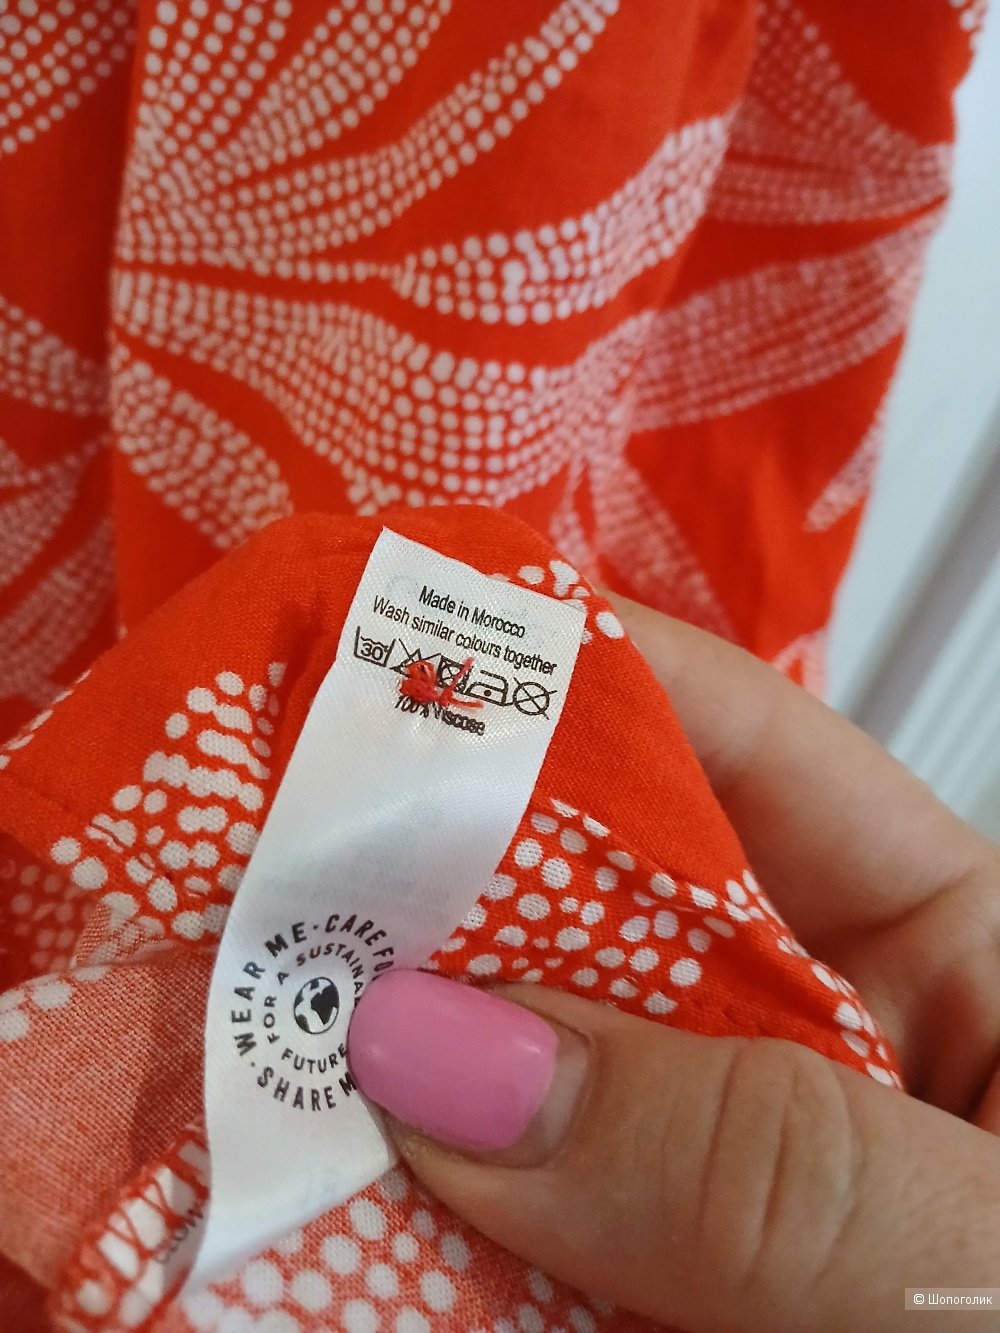 Made in Morocco
Wash similar colours together
30°
100% Viscose
WEAR ME · CARE FO
· SHARE M
FOR A SUSTAINA
FUTURE
© Шопоголик